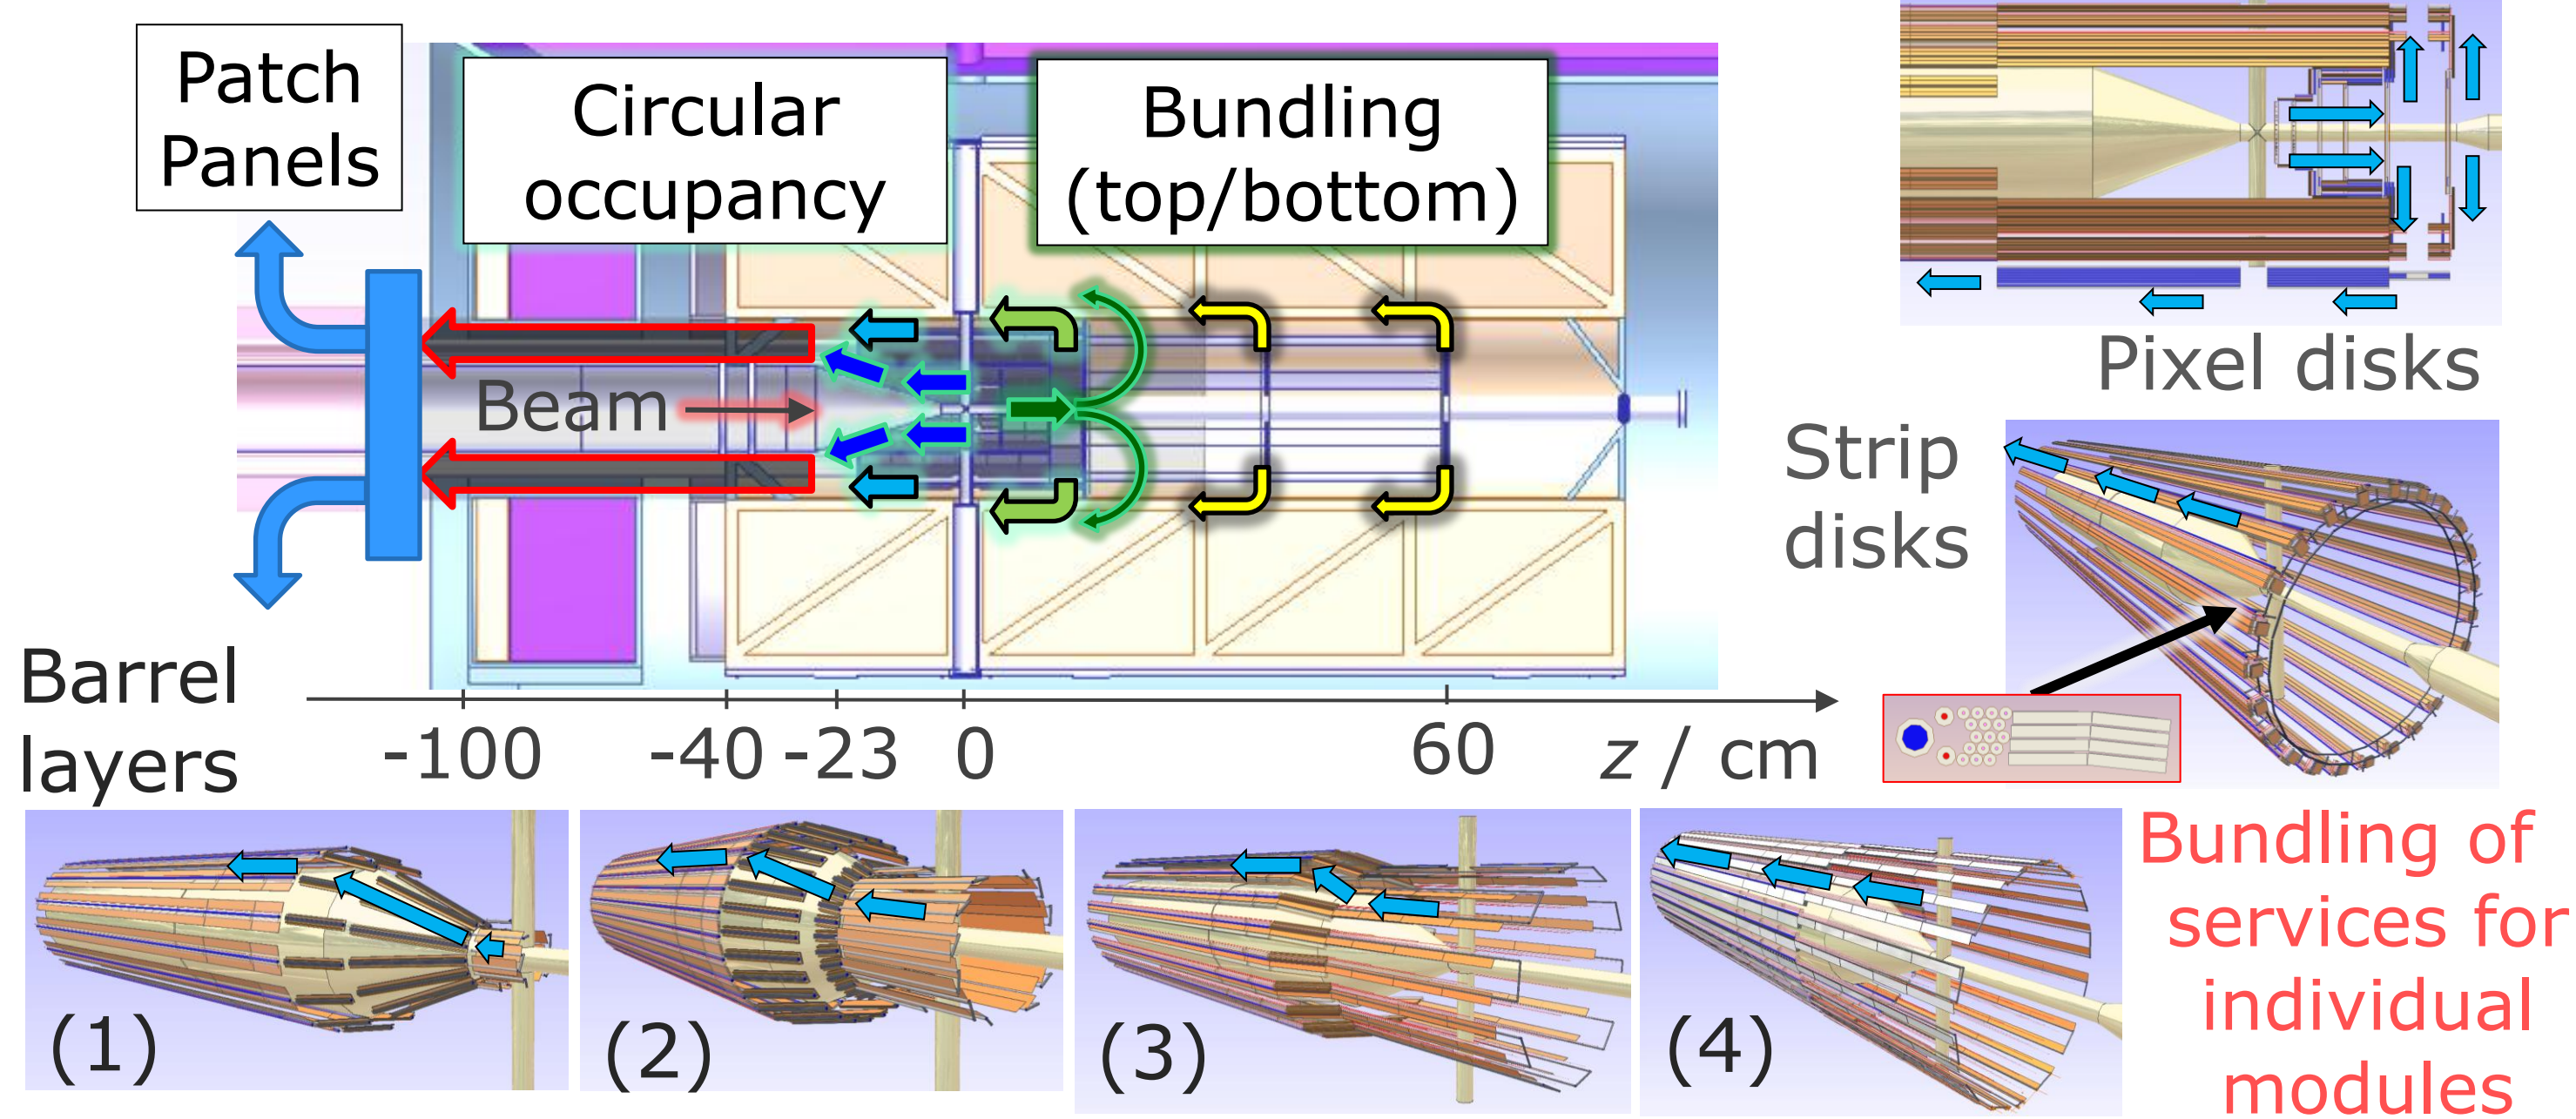 Patch
Panels
Circular
occupancy
Bundling
(top/bottom)
Beam
Pixel disks
Strip
disks
Barrel
layers
-100
-40
-23
0
60
z / cm
(1)
(2)
(3)
(4)
Bundling of
services for
individual
modules